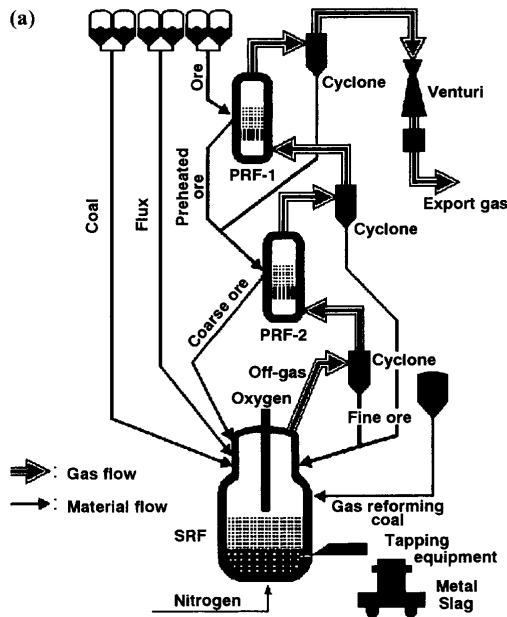 (a)
Ore
Cyclone
Venturi
PRF-1
Preheated
ore
Export gas
Coal
Flux
Cyclone
Coarse ore
PRF-2
Off-gas
Cyclone
Oxygen
Fine ore
: Gas flow
: Material flow
Gas reforming
coal
SRF
Tapping
equipment
Metal
Slag
Nitrogen